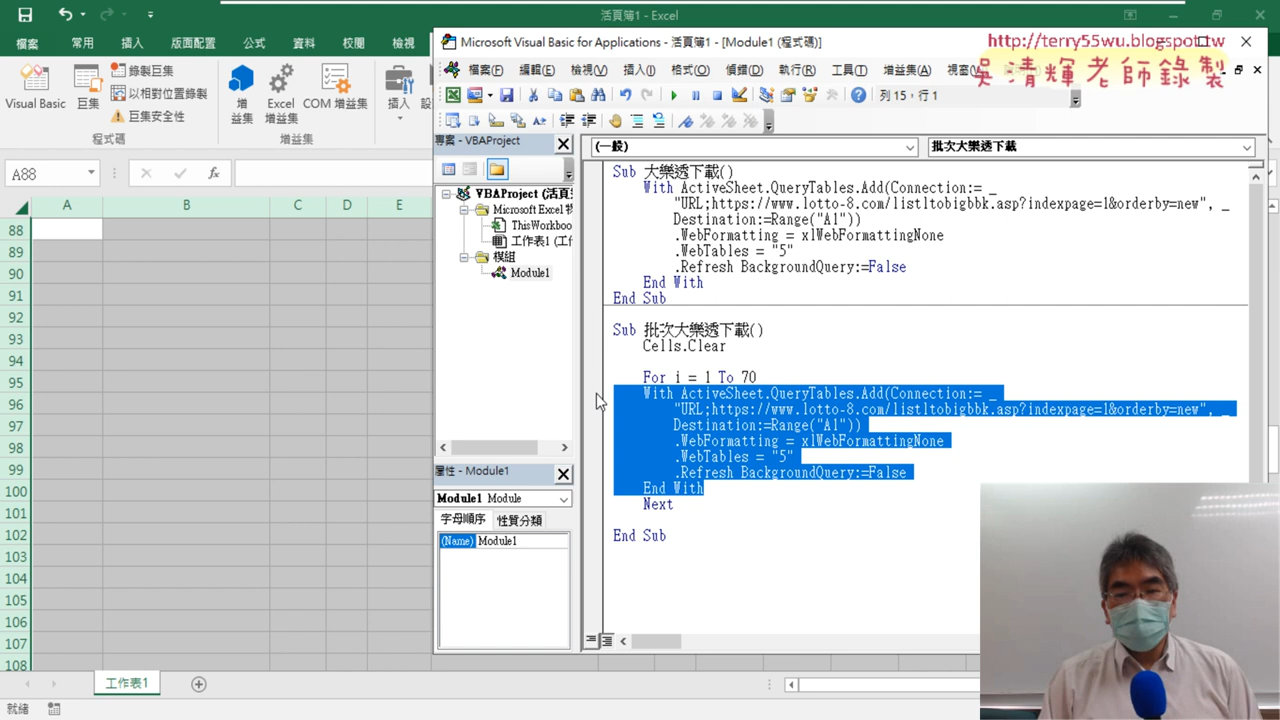 活頁簿1 - Excel
檔案 常用 插入 版面配置 公式 資料 校閱 檢視
Visual Basic 巨集 錄製巨集 以相對位置錄製 巨集安全性
增益集 Excel 增益集 COM 增益集 插入
程式碼 增益集
A88 fx
A B C D E
88
89
90
91
92
93
94
95
96
97
98
99
100
101
102
103
104
105
106
107
108
工作表1
就緒
Microsoft Visual Basic for Applications - 活頁簿1 - [Module1 (程式碼)]
http://terry55wu.blogspot.tw
吳清輝老師錄製
檔案(F) 編輯(E) 檢視(V) 插入(I) 格式(O) 偵錯(D) 執行(R) 工具(T) 增益集(A) 視窗
列 15，行 1
專案 - VBAProject
VBAProject (活頁
Microsoft Excel 物
ThisWorkboo
工作表1 (工作
模組
Module1
屬性 - Module1
Module1 Module
字母順序 性質分類
(Name) Module1
(一般) 批次大樂透下載
Sub 大樂透下載()
With ActiveSheet.QueryTables.Add(Connection:= _
"URL;https://www.lotto-8.com/listltobigbbk.asp?indexpage=1&orderby=new", _
Destination:=Range("A1"))
.WebFormatting = xlWebFormattingNone
.WebTables = "5"
.Refresh BackgroundQuery:=False
End With
End Sub
Sub 批次大樂透下載()
Cells.Clear
For i = 1 To 70
With ActiveSheet.QueryTables.Add(Connection:= _
"URL;https://www.lotto-8.com/listltobigbbk.asp?indexpage=1&orderby=new", _
Destination:=Range("A1"))
.WebFormatting = xlWebFormattingNone
.WebTables = "5"
.Refresh BackgroundQuery:=False
End With
Next
End Sub